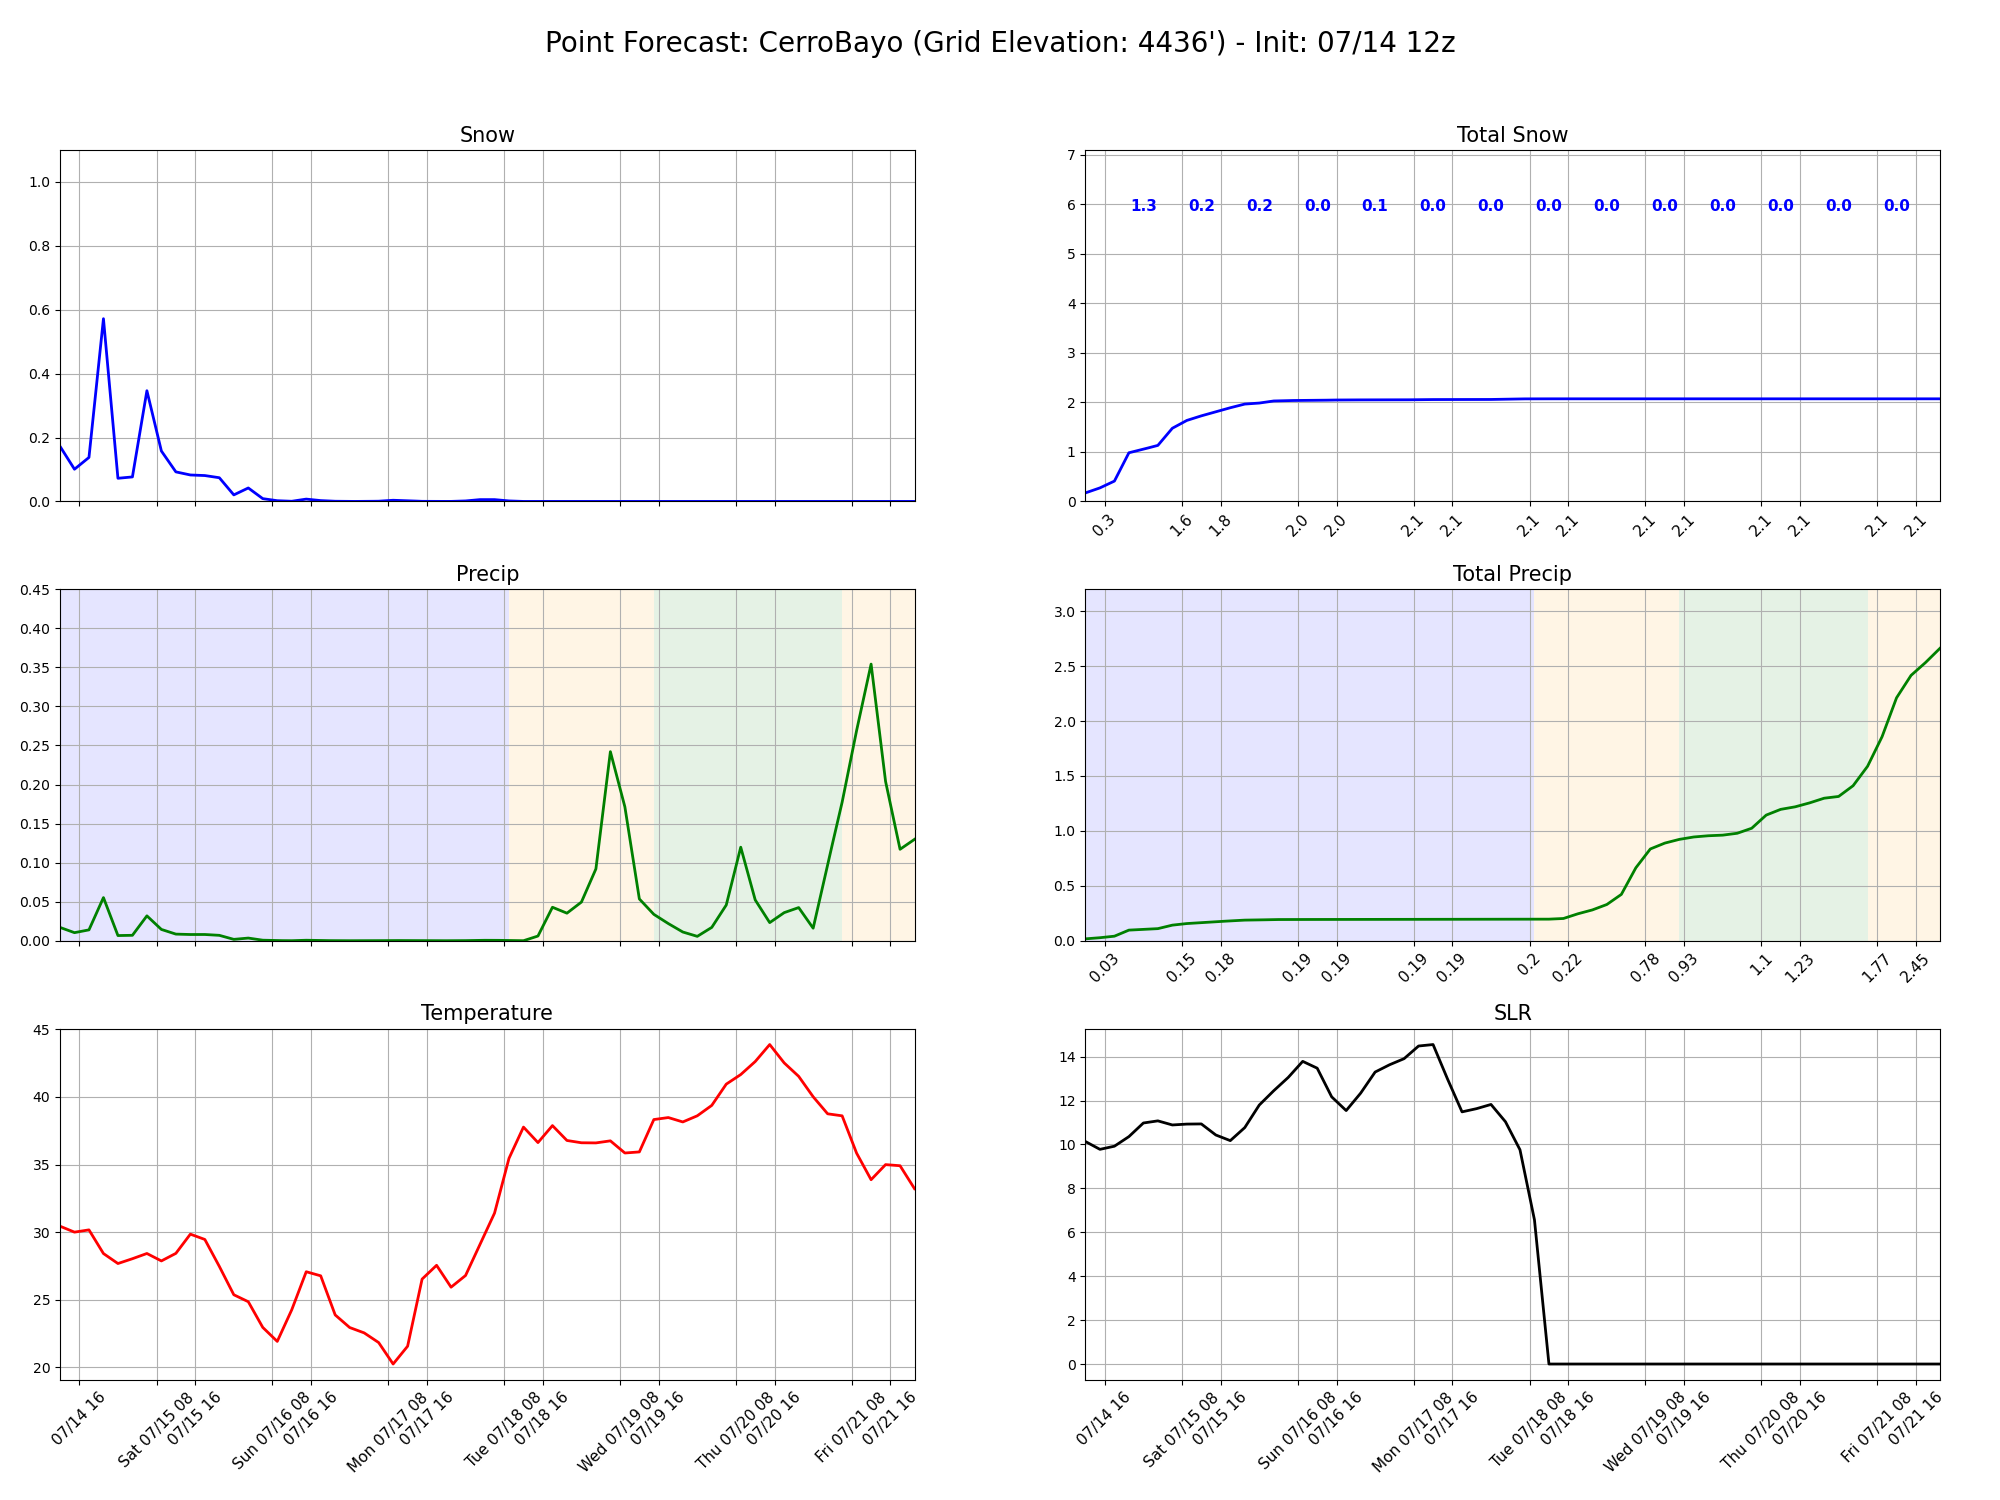 Point Forecast: CerroBayo (Grid Elevation: 4436') - Init: 07/14 12z
Snow
1.0
0.8
0.6
0.4
0.2
0.0
Total Snow
7
6
5
4
3
2
1
0
1.3 0.2 0.2 0.0 0.1 0.0 0.0 0.0 0.0 0.0 0.0 0.0 0.0 0.0
0.3 1.6 1.8 2.0 2.0 2.1 2.1 2.1 2.1 2.1 2.1 2.1 2.1 2.1 2.1
Precip
0.45
0.40
0.35
0.30
0.25
0.20
0.15
0.10
0.05
0.00
Total Precip
3.0
2.5
2.0
1.5
1.0
0.5
0.0
0.03 0.15 0.18 0.19 0.19 0.19 0.19 0.2 0.22 0.78 0.93 1.1 1.23 1.77 2.45
Temperature
45
40
35
30
25
20
07/14 16
Sat 07/15 08
07/15 16
Sun 07/16 08
07/16 16
Mon 07/17 08
07/17 16
Tue 07/18 08
07/18 16
Wed 07/19 08
07/19 16
Thu 07/20 08
07/20 16
Fri 07/21 08
07/21 16
SLR
14
12
10
8
6
4
2
0
07/14 16
Sat 07/15 08
07/15 16
Sun 07/16 08
07/16 16
Mon 07/17 08
07/17 16
Tue 07/18 08
07/18 16
Wed 07/19 08
07/19 16
Thu 07/20 08
07/20 16
Fri 07/21 08
07/21 16